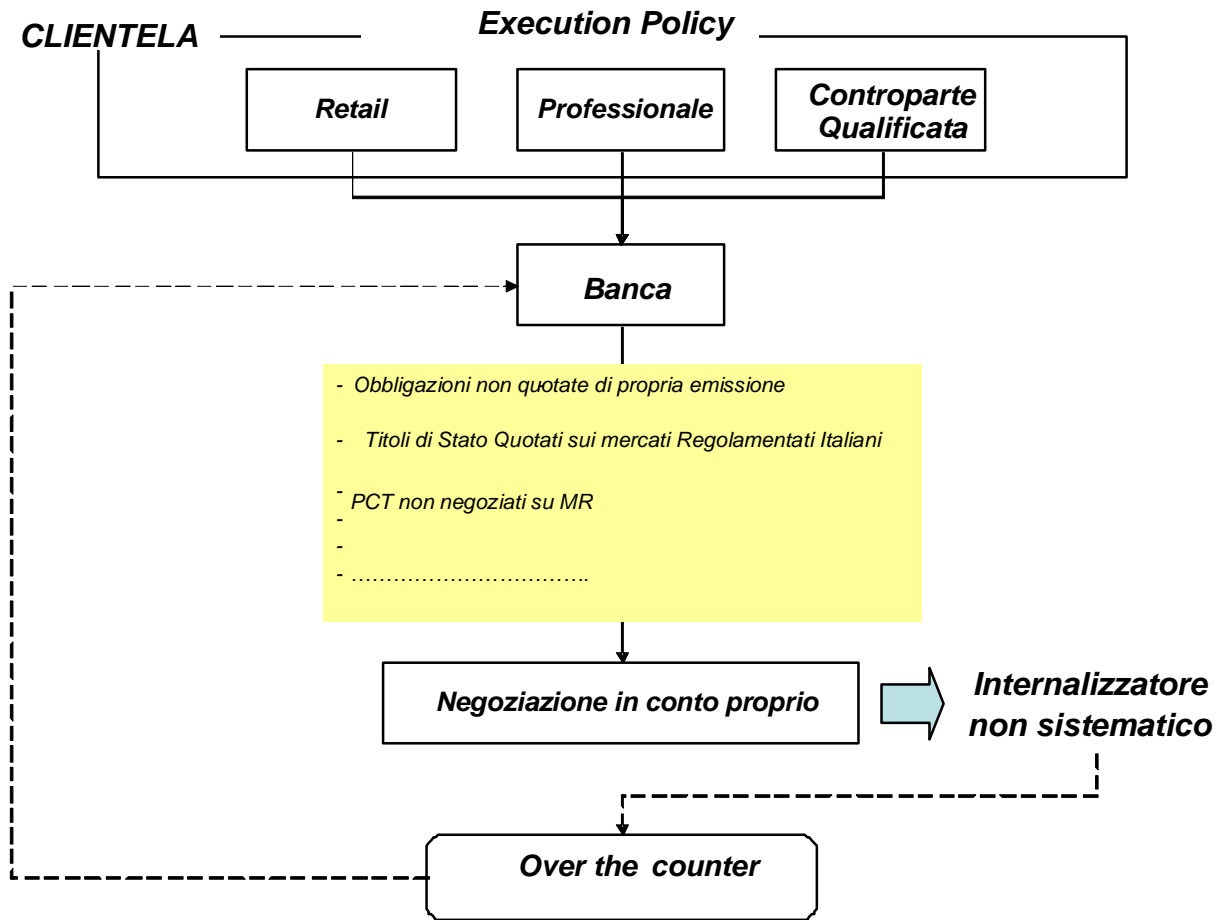 Execution Policy
CLIENTELA
Retail
Professionale
Controparte
Qualificata
Banca
- Obbligazioni non quotate di propria emissione
- Titoli di Stato Quotati sui mercati Regolamentati Italiani
- PCT non negoziati su MR
-
-
- ……………………………..
Negoziazione in conto proprio
Internalizzatore
non sistematico
Over the counter